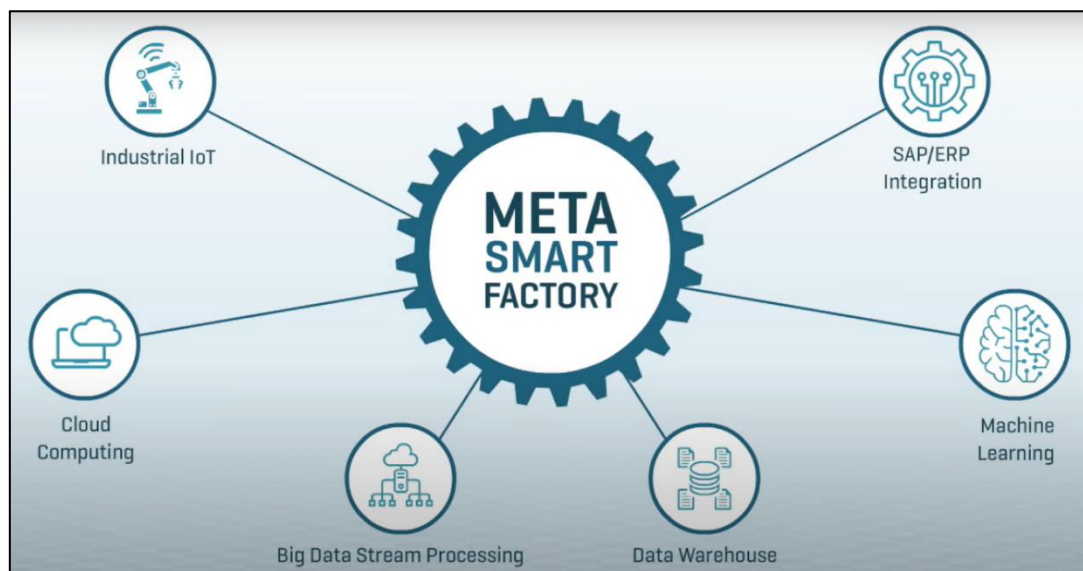 META
SMART
FACTORY
Industrial IoT
SAP/ERP
Integration
Cloud
Computing
Machine
Learning
Big Data Stream Processing
Data Warehouse